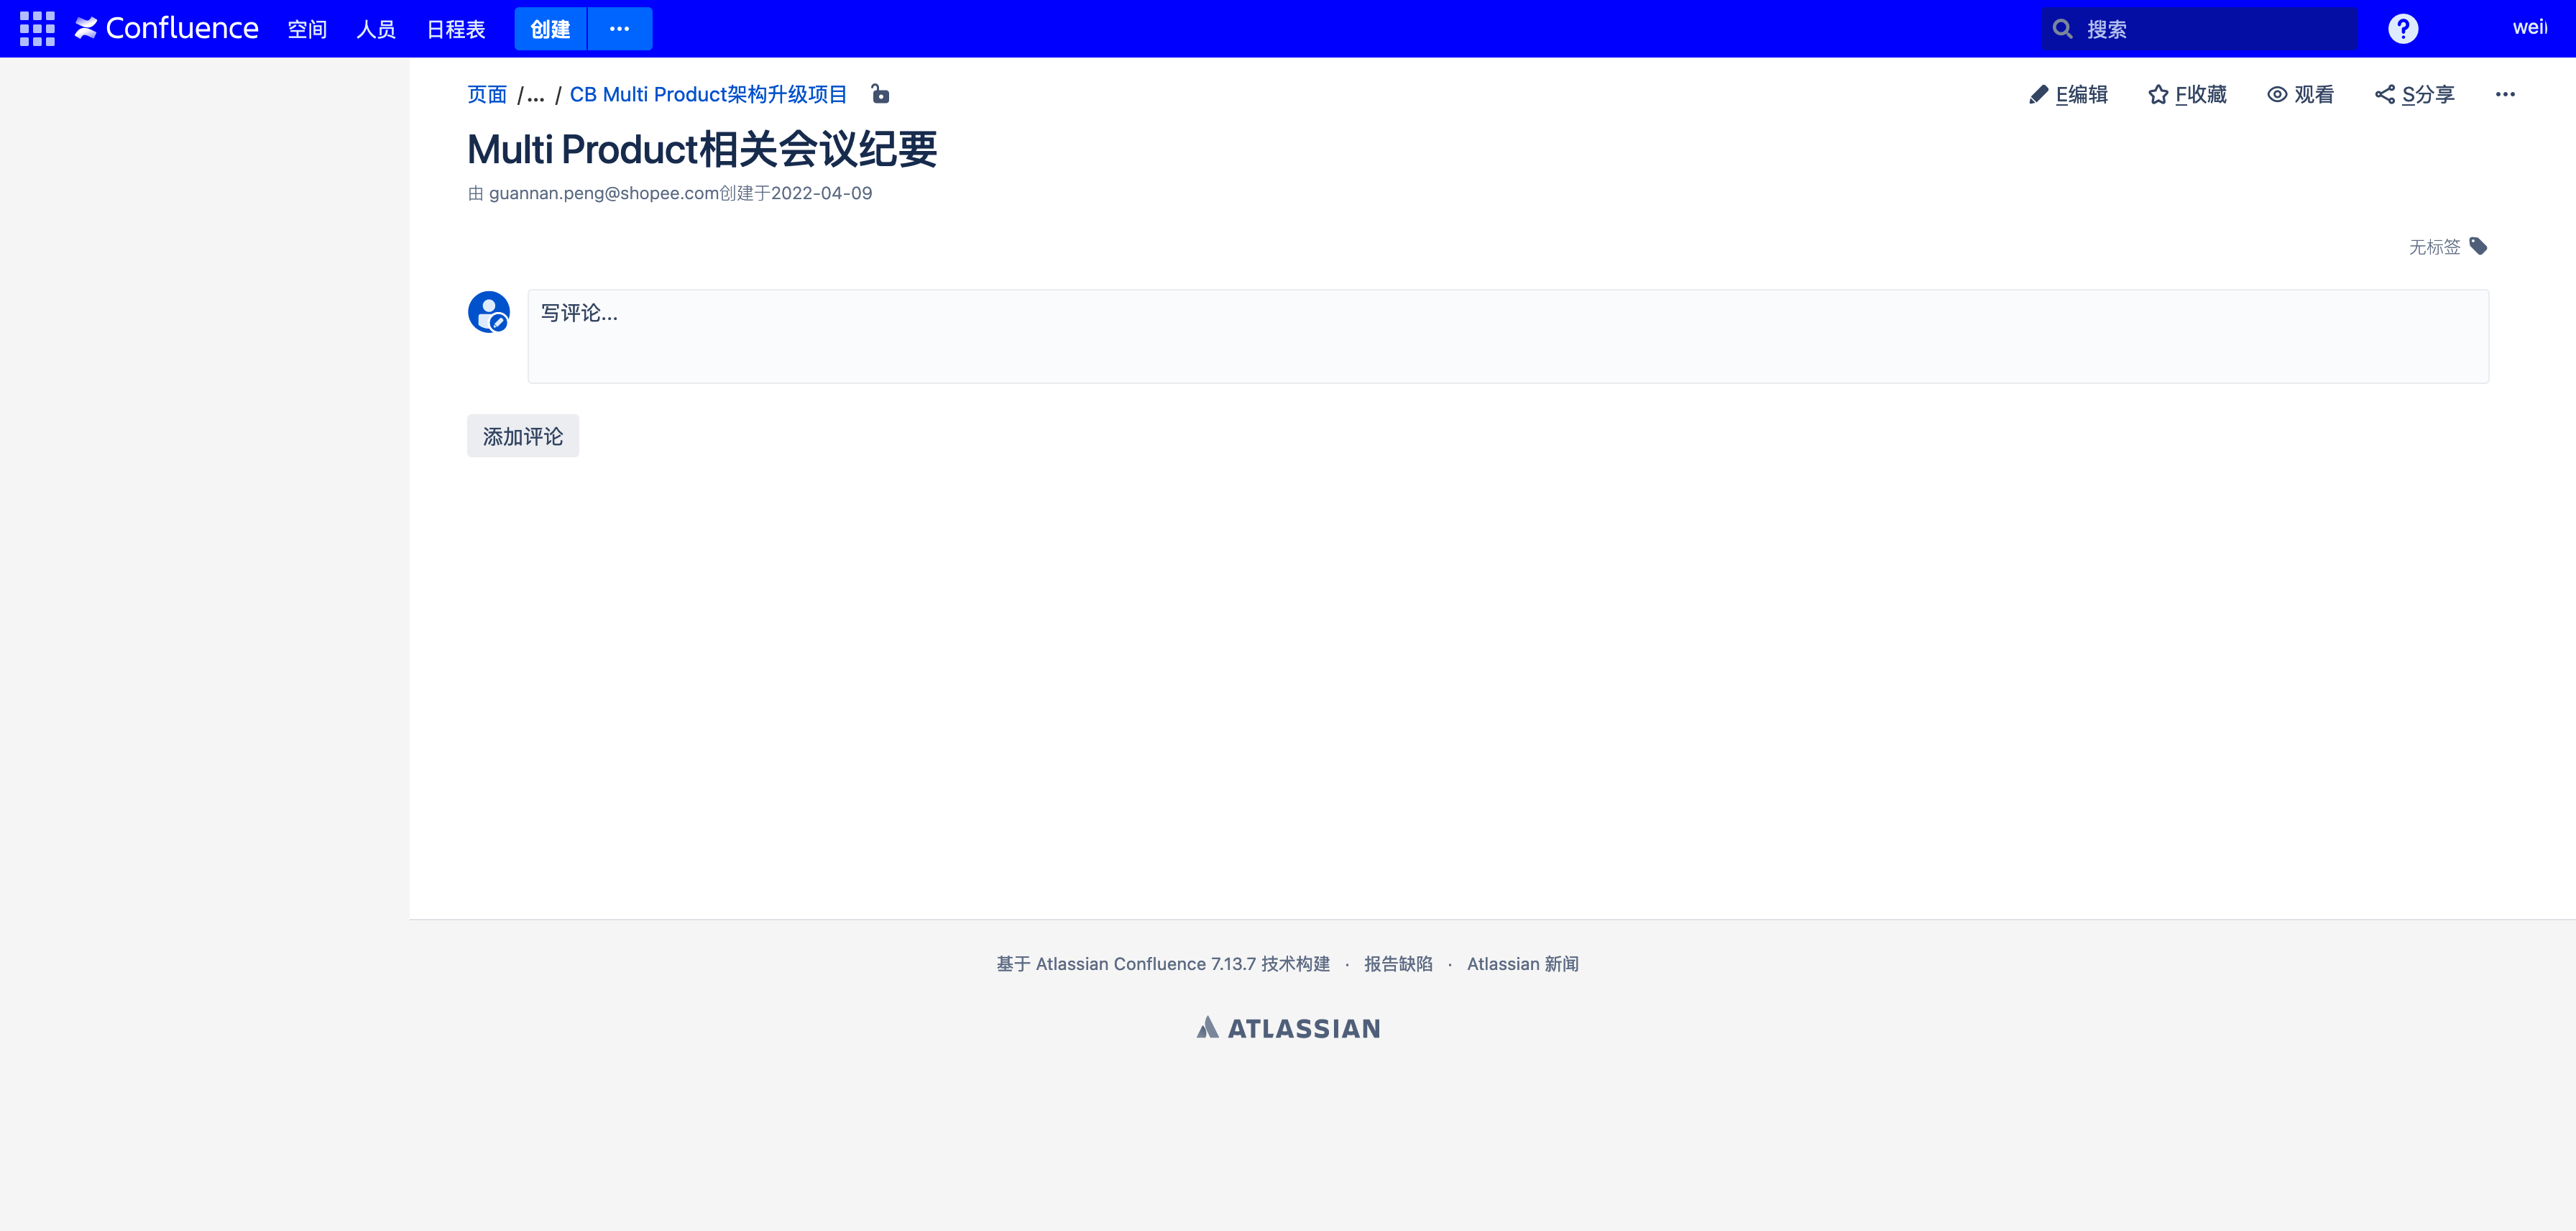 Confluence 空间 人员 日程表 创建 ··· 搜索 ?
页面 /... / CB Multi Product架构升级项目 E编辑 F收藏 观看 S分享 ···
Multi Product相关会议纪要
由 guannan.peng@shopee.com创建于2022-04-09
无标签
写评论...
添加评论
基于 Atlassian Confluence 7.13.7 技术构建 · 报告缺陷 · Atlassian 新闻
ATLASSIAN